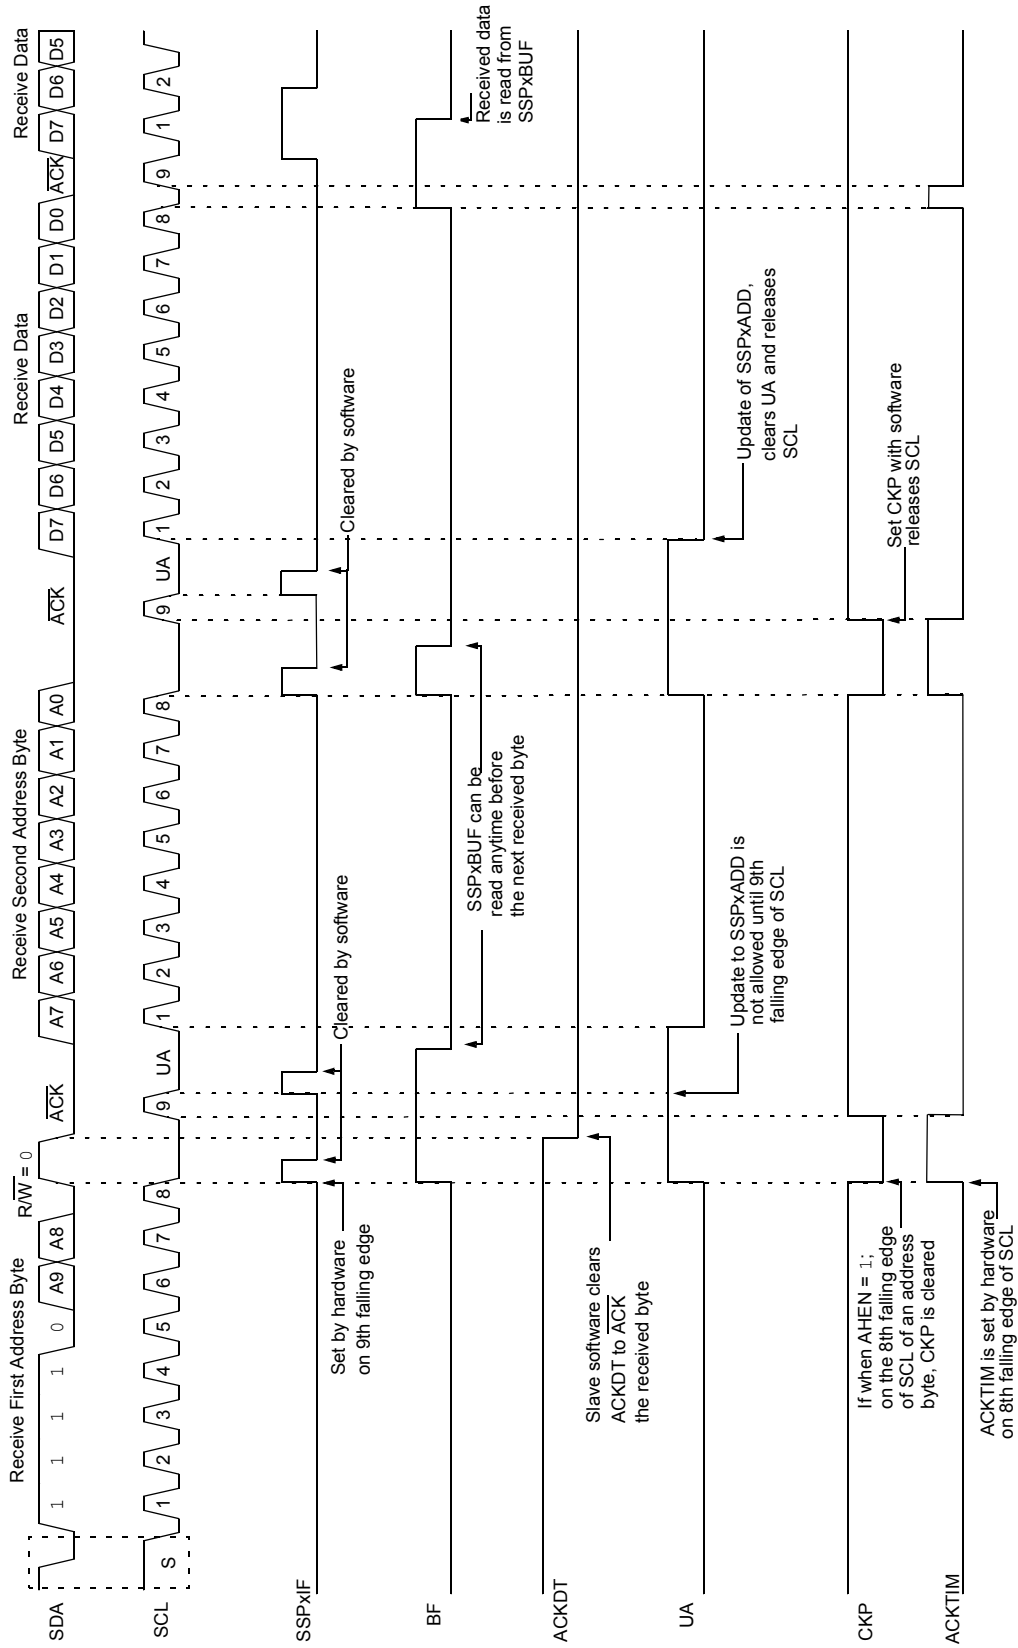 Receive First Address Byte
R/W = 0
Receive Second Address Byte
Receive Data
Receive Data
SDA
1 1 1 1 0 A9 A8
ACK
A7 A6 A5 A4 A3 A2 A1 A0
ACK
D7 D6 D5 D4 D3 D2 D1 D0
ACK
D7 D6 D5
SCL
S
1 2 3 4 5 6 7 8 9
UA
1 2 3 4 5 6 7 8 9
UA
1 2 3 4 5 6 7 8 9
1 2
SSPxIF
Set by hardware
on 9th falling edge
Cleared by software
Cleared by software
BF
SSPxBUF can be
read anytime before
the next received byte
Received data
is read from
SSPxBUF
ACKDT
Slave software clears
ACKDT to ACK
the received byte
UA
Update to SSPxADD is
not allowed until 9th
falling edge of SCL
Update of SSPxADD,
clears UA and releases
SCL
CKP
If when AHEN = 1;
on the 8th falling edge
of SCL of an address
byte, CKP is cleared
Set CKP with software
releases SCL
ACKTIM
ACKTIM is set by hardware
on 8th falling edge of SCL